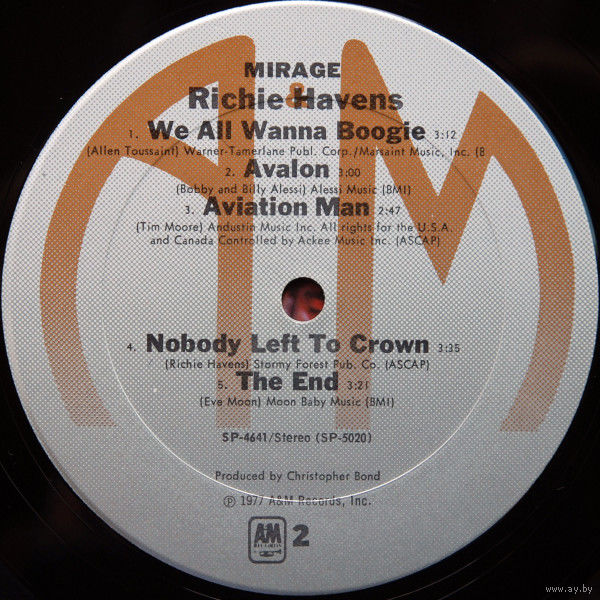 MIRAGE
Richie Havens
&
1. We All Wanna Boogie 3:12
(Allen Toussaint) Warner-Tamerlane Publ. Corp./Marsaint Music, Inc. (B
2. Avalon 3:00
(Bobby and Billy Alessi) Alessi Music (BMI)
3. Aviation Man 2:47
(Tim Moore) Andustin Music Inc. All rights for the U.S.A.
and Canada Controlled by Ackee Music Inc. (ASCAP)
4. Nobody Left To Crown 3:35
(Richie Havens) Stormy Forest Pub. Co. (ASCAP)
5. The End 3:21
(Eve Moon) Moon Baby Music (BMI)
SP-4641/Stereo (SP-5020)
Produced by Christopher Bond
℗ 1977 A&M Records, Inc.
AM 2
RECORDS
www.ay.by